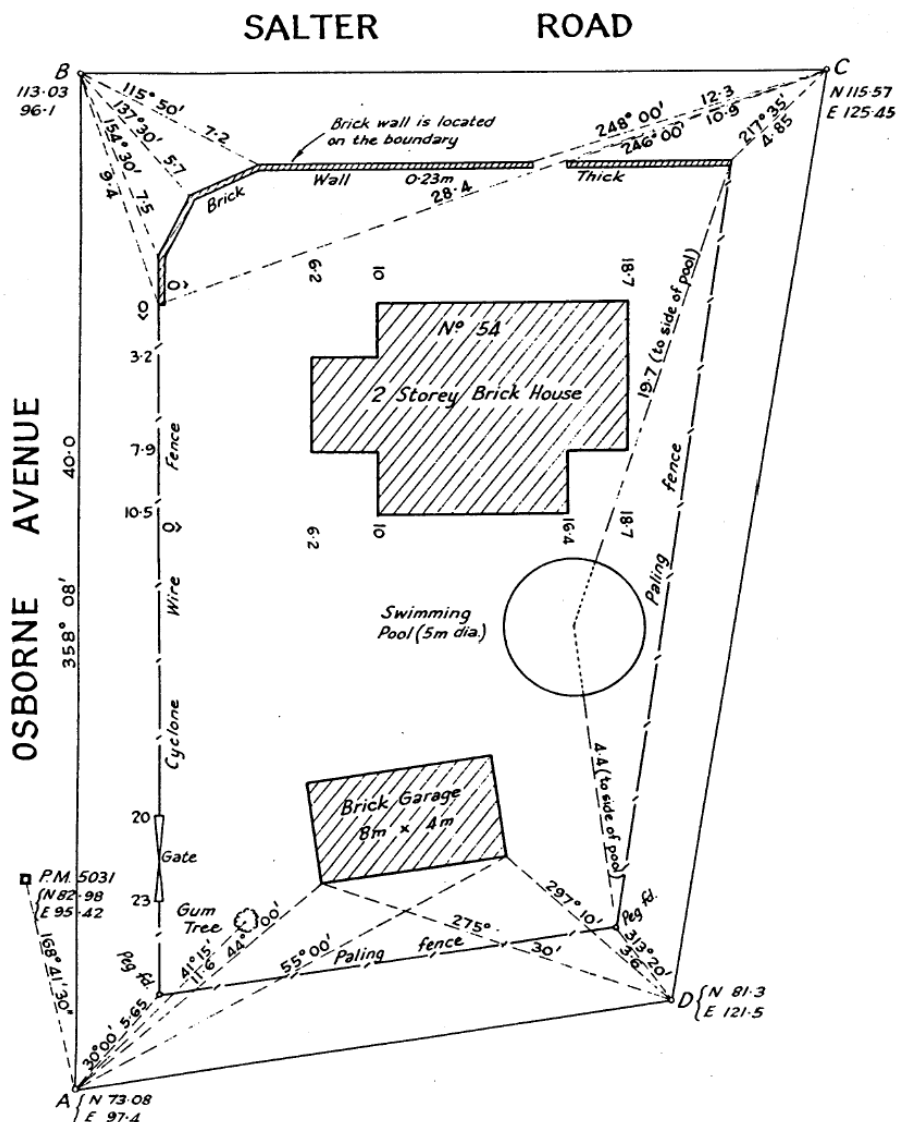 SALTER ROAD
B
113·03
96·1
C
N 115·57
E 125·45
115° 50'
7·2
137° 30'
5·7
154° 30'
7·5
9·4
Brick wall is located
on the boundary
248° 00' 12·3
246° 00' 10·9
217° 35'
4·85
Brick Wall 0·23m Thick
28·4
0
0
3·2
7·9
10·5
0
6·2
10
18·7
Nº 54
2 Storey Brick House
6·2
10
16·4
18·7
19·7 (to side of pool)
Paling fence
OSBORNE AVENUE
358° 08' 40·0
Cyclone Wire Fence
Swimming
Pool (5m dia.)
4·4 (to side of pool)
Brick Garage
8m x 4m
20
Gate
23
P.M. 5031
N 82·98
E 95·42
168° 41' 30"
Gum
Tree
Peg fd.
41° 15'
11·6
44° 00'
55° 00'
275° 30'
297° 10'
Peg fd.
313° 20'
3·6
Paling fence
30° 00' 5·65
D
N 81·3
E 121·5
A
N 73·08
E 97·4